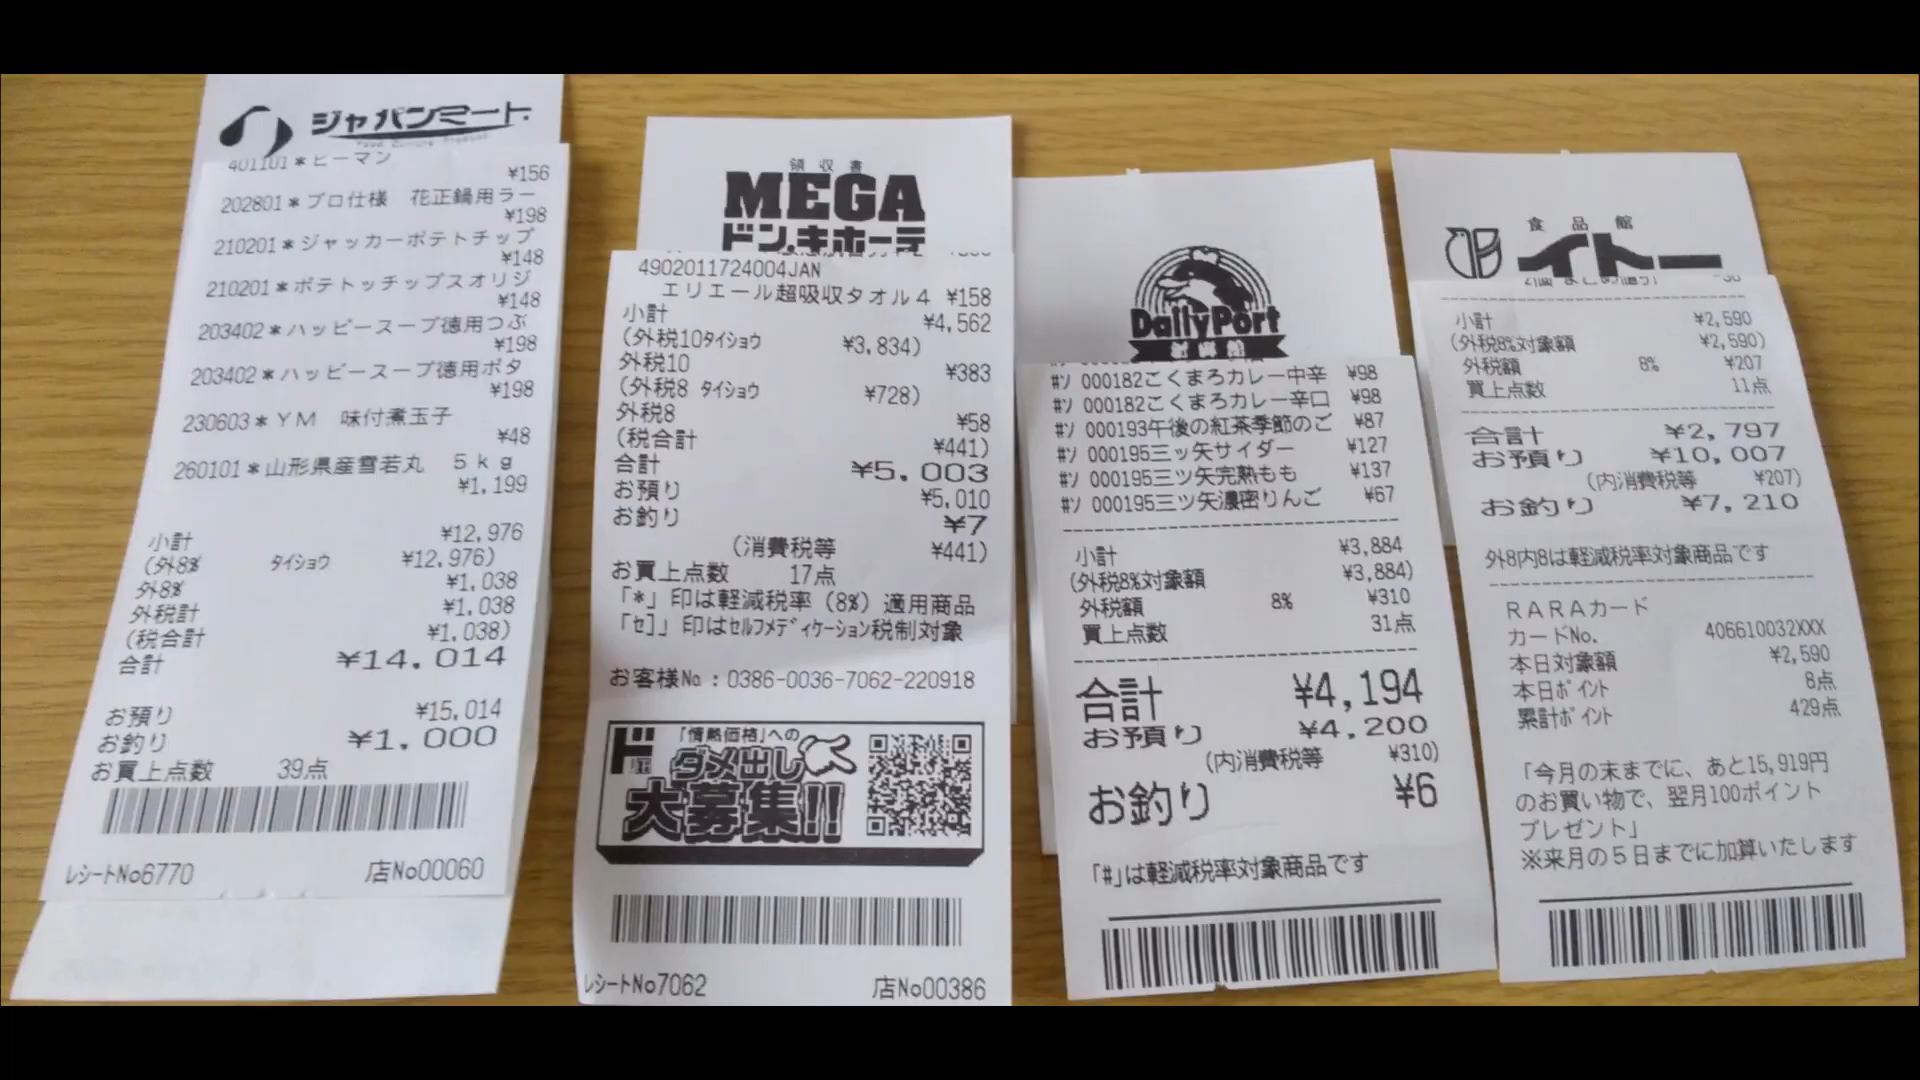 ジャパンミート
401101*ピーマン
¥156
202801*プロ仕様 花正鍋用ラー
¥198
210201*ジャッカーポテトチップ
¥148
210201*ポテトッチップスオリジ
¥148
203402*ハッピースープ徳用つぶ
¥198
203402*ハッピースープ徳用ポタ
¥198
230603*YM 味付煮玉子
¥48
260101*山形県産雪若丸 5kg
¥1,199
小計 ¥12,976
(外8% タイショウ ¥12,976)
外8% ¥1,038
外税計 ¥1,038
(税合計 ¥1,038)
合計 ¥14,014
お預り ¥15,014
お釣り ¥1,000
お買上点数 39点
レシートNo6770 店No00060
領収書
MEGA
ドン.キホーテ
4902011724004JAN
エリエール超吸収タオル4 ¥158
小計 ¥4,562
(外税10タイショウ ¥3,834)
外税10 ¥383
(外税8 タイショウ ¥728)
外税8 ¥58
(税合計 ¥441)
合計 ¥5,003
お預り ¥5,010
お釣り ¥7
(消費税等 ¥441)
お買上点数 17点
「*」印は軽減税率(8%)適用商品
「セ]」印はセルフメディケーション税制対象
お客様No:0386-0036-7062-220918
「情熱価格」への
ド
ダメ出し
大募集!!
レシートNo7062 店No00386
DailyPort
#ソ 000182こくまろカレー中辛 ¥98
#ソ 000182こくまろカレー辛口 ¥98
#ソ 000193午後の紅茶季節のご ¥87
#ソ 000195三ッ矢サイダー ¥127
#ソ 000195三ツ矢完熟もも ¥137
#ソ 000195三ツ矢濃密りんご ¥67
小計 ¥3,884
(外税8%対象額 ¥3,884)
外税額 8% ¥310
買上点数 31点
合計 ¥4,194
お預り ¥4,200
(内消費税等 ¥310)
お釣り ¥6
「#」は軽減税率対象商品です
食品館
イトー
小計 ¥2,590
(外税8%対象額 ¥2,590)
外税額 8% ¥207
買上点数 11点
合計 ¥2,797
お預り ¥10,007
(内消費税等 ¥207)
お釣り ¥7,210
外8内8は軽減税率対象商品です
RARAカード
カードNo. 406610032XXX
本日対象額 ¥2,590
本日ポイント 8点
累計ポイント 429点
「今月の末までに、あと15,919円
のお買い物で、翌月100ポイント
プレゼント」
※来月の5日までに加算いたします